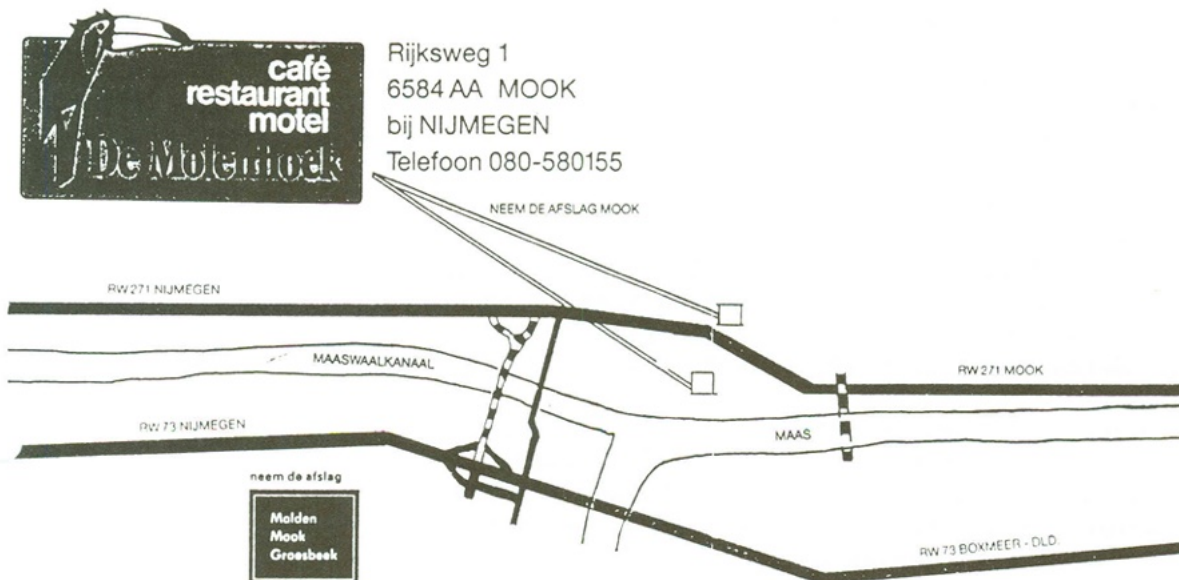 café
restaurant
motel
De Molenhoek
Rijksweg 1
6584 AA MOOK
bij NIJMEGEN
Telefoon 080-580155
NEEM DE AFSLAG MOOK
RW 271 NIJMEGEN
MAASWAALKANAAL
RW 271 MOOK
RW 73 NIJMEGEN
MAAS
neem de afslag
Malden
Mook
Groesbeek
RW 73 BOXMEER - DLD.